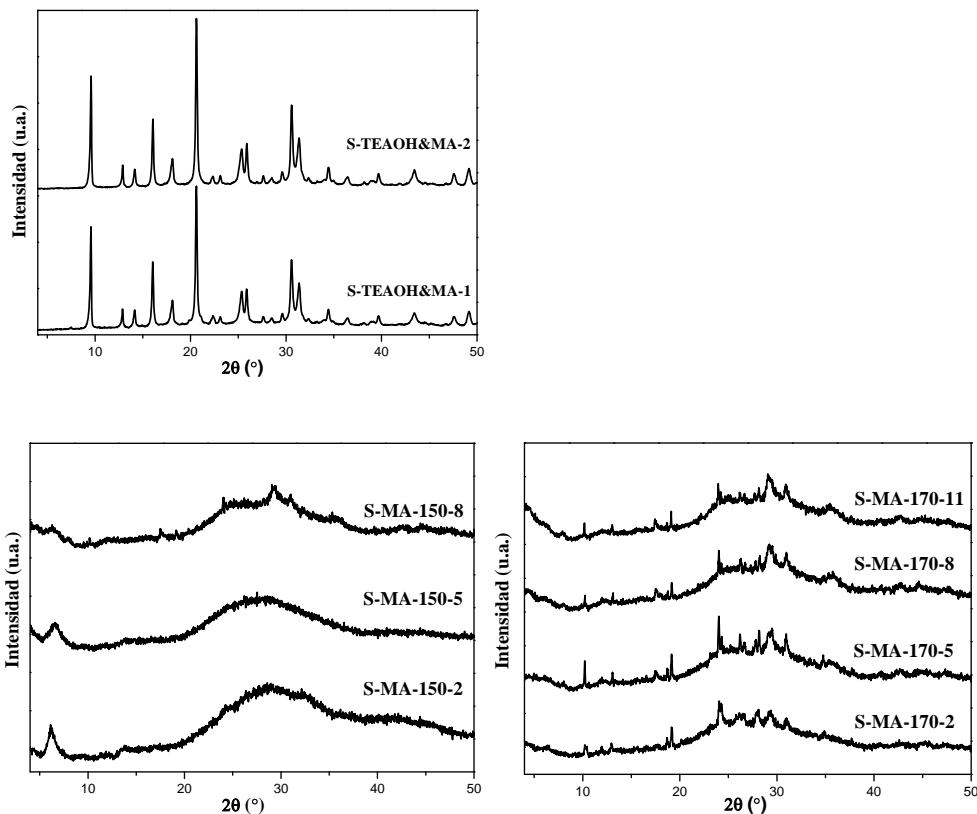 Intensidad (u.a.)
S-TEAOH&MA-2
S-TEAOH&MA-1
10 20 30 40 50
2θ (°)
Intensidad (u.a.)
S-MA-150-8
S-MA-150-5
S-MA-150-2
10 20 30 40 50
2θ (°)
Intensidad (u.a.)
S-MA-170-11
S-MA-170-8
S-MA-170-5
S-MA-170-2
10 20 30 40 50
2θ (°)